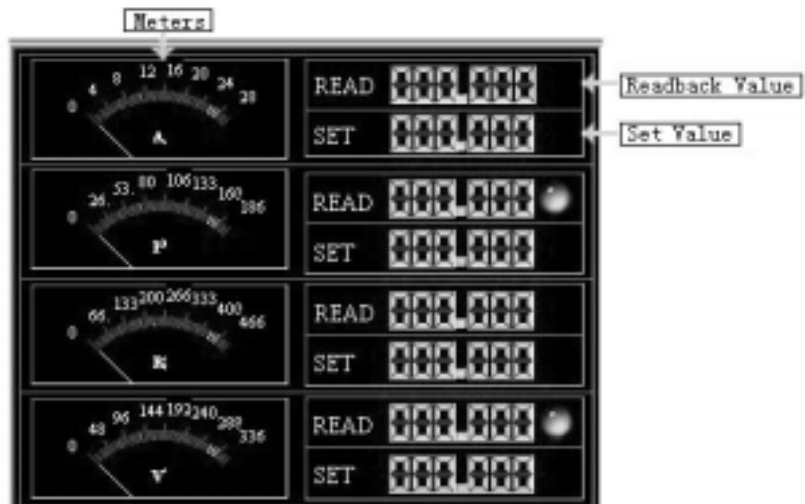 Meters
0 4 8 12 16 20 24 28
A
READ 000.000
Readback Value
SET 000.000
Set Value
0 26. 53. 80 106 133 160 186
P
READ 000.000
SET 000.000
0 66. 133 200 266 333 400 466
R
READ 000.000
SET 000.000
0 48 96 144 192 240 288 336
V
READ 000.000
SET 000.000